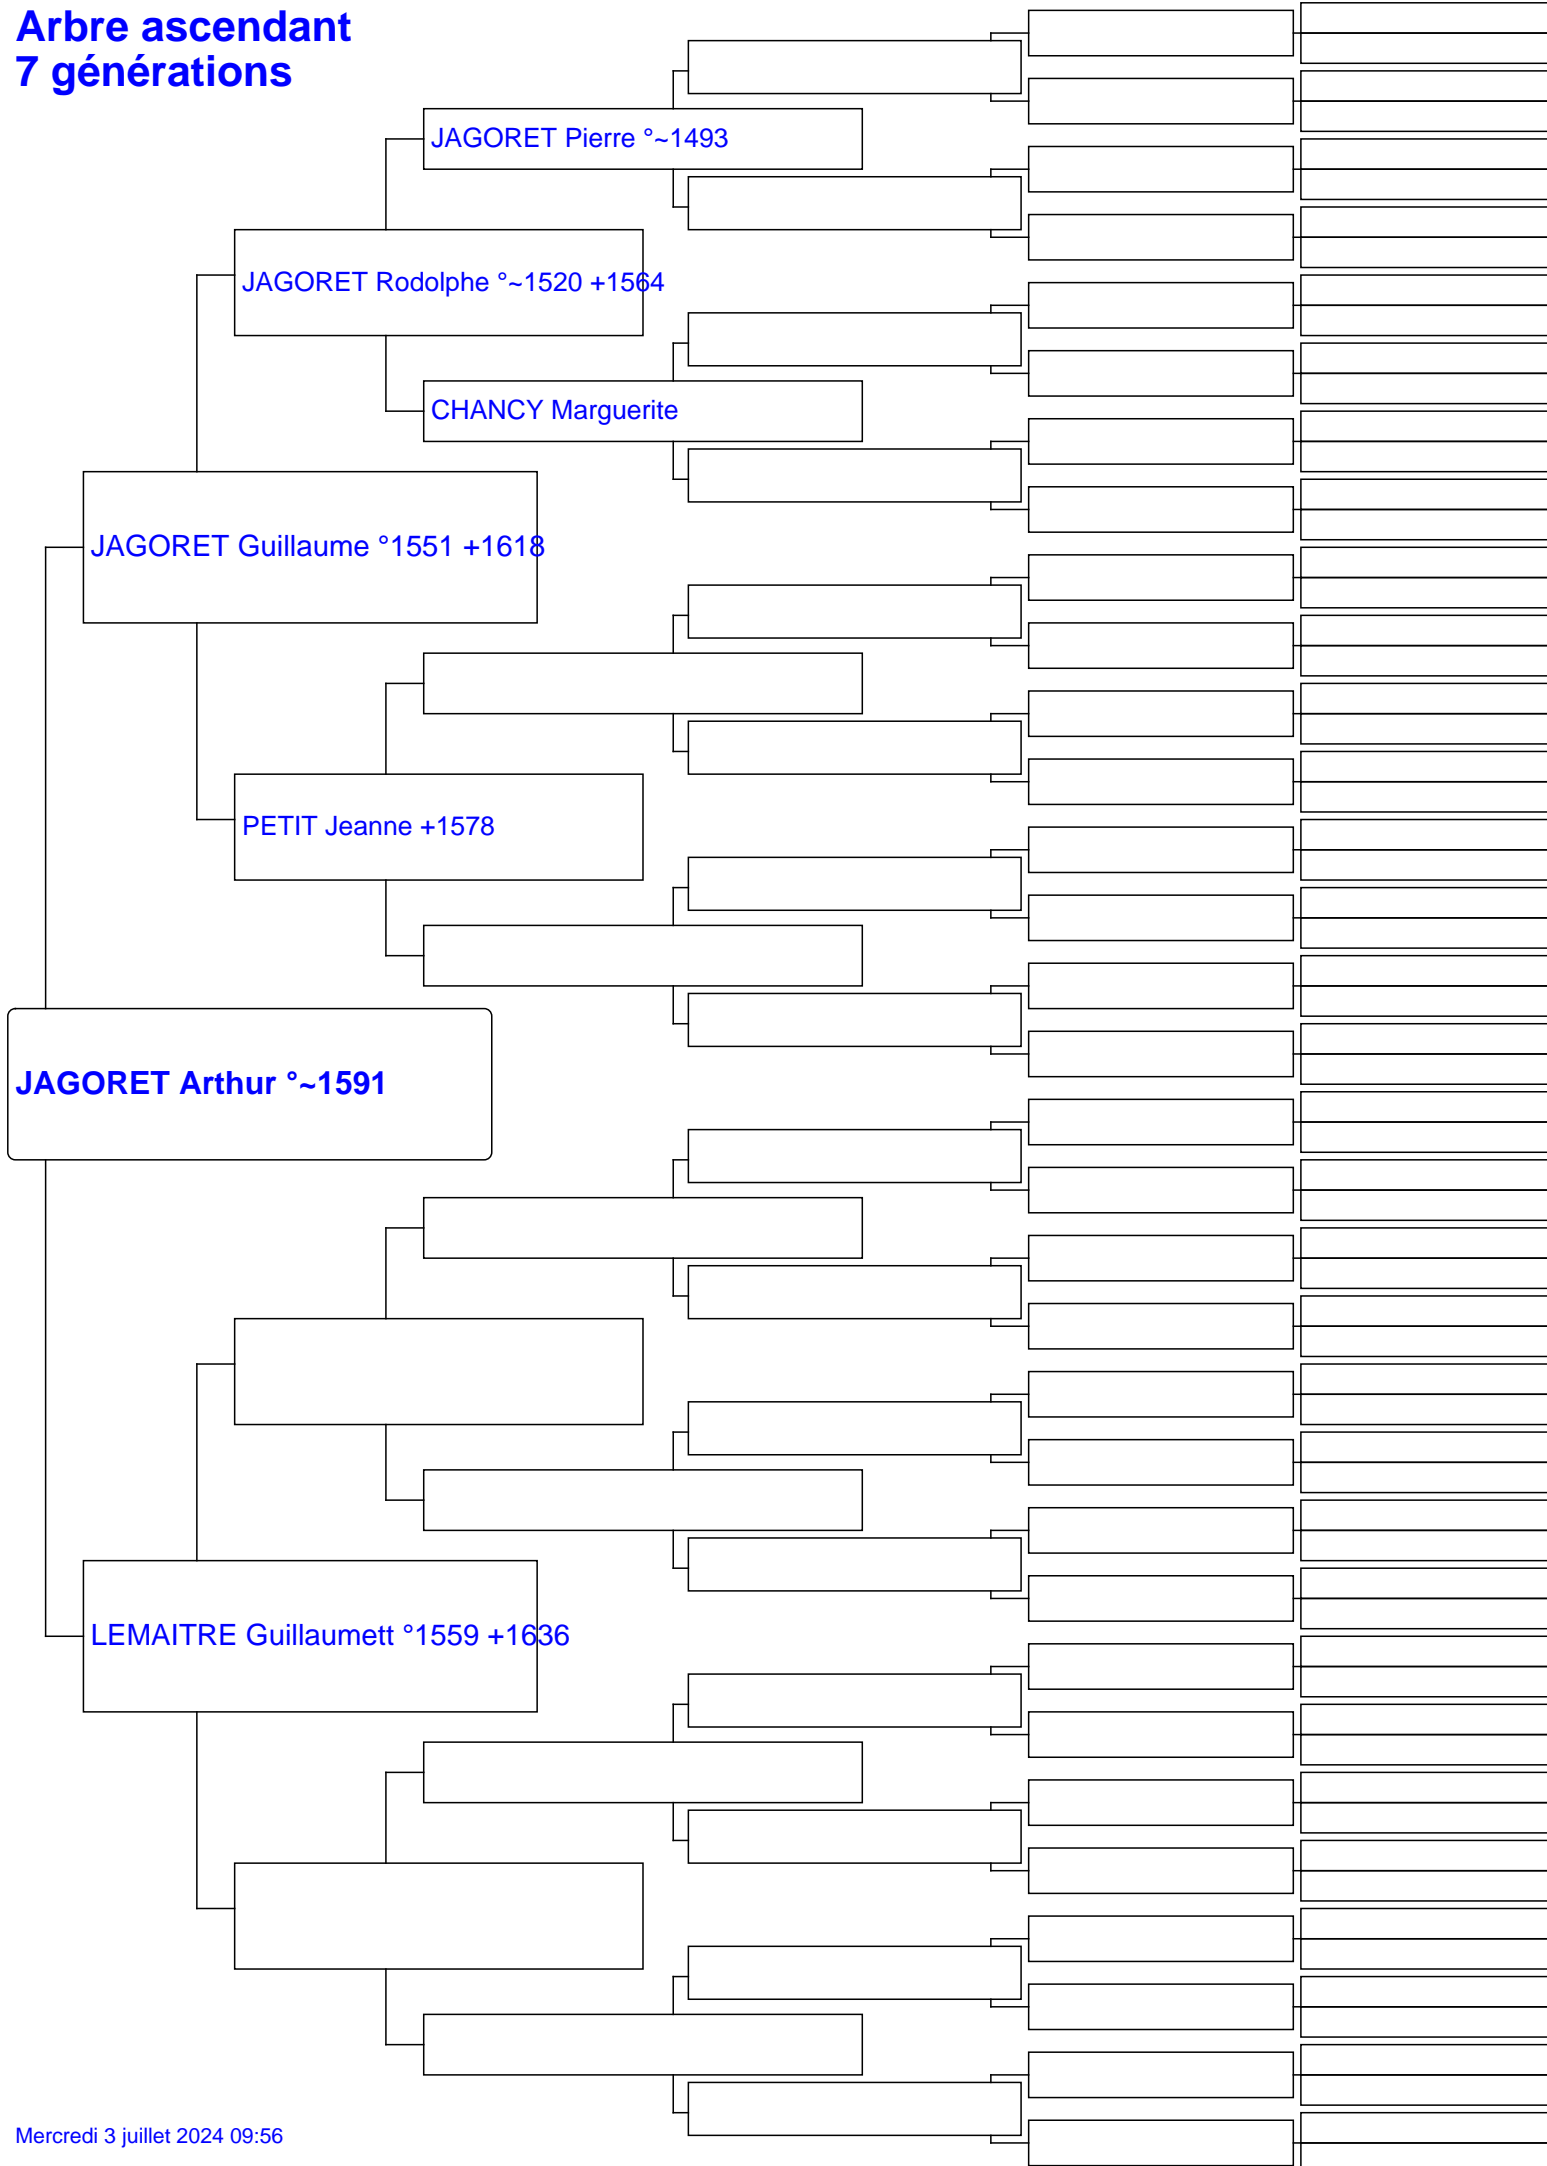 Arbre ascendant
7 générations
JAGORET Pierre °~1493
JAGORET Rodolphe °~1520 +1564
CHANCY Marguerite
JAGORET Guillaume °1551 +1618
PETIT Jeanne +1578
JAGORET Arthur °~1591
LEMAITRE Guillaumett °1559 +1636
Mercredi 3 juillet 2024 09:56